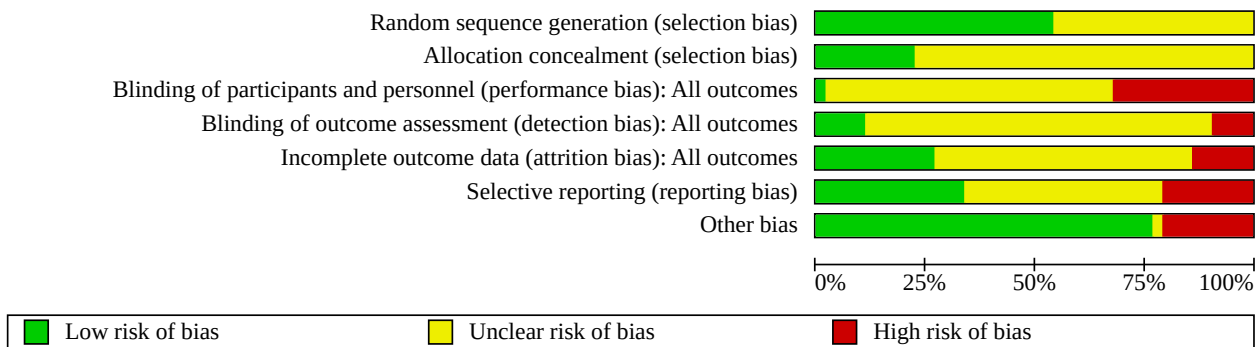 Random sequence generation (selection bias)
Allocation concealment (selection bias)
Blinding of participants and personnel (performance bias): All outcomes
Blinding of outcome assessment (detection bias): All outcomes
Incomplete outcome data (attrition bias): All outcomes
Selective reporting (reporting bias)
Other bias
0% 25% 50% 75% 100%
Low risk of bias Unclear risk of bias High risk of bias